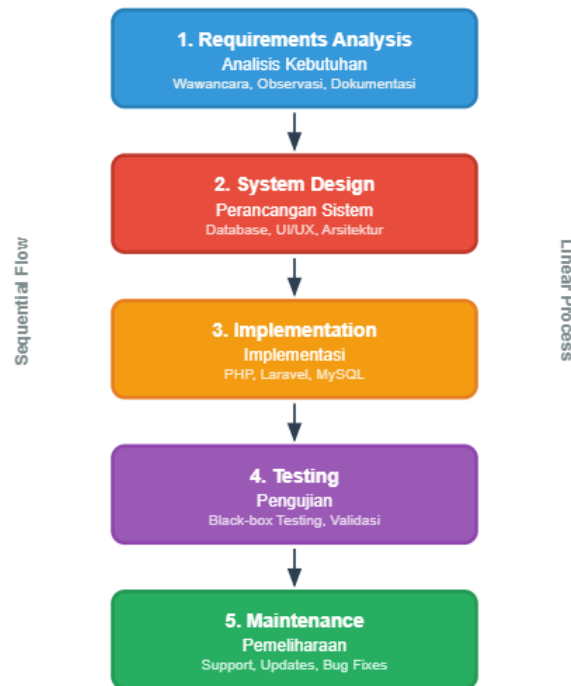 1. Requirements Analysis
Analisis Kebutuhan
Wawancara, Observasi, Dokumentasi
2. System Design
Perancangan Sistem
Database, UI/UX, Arsitektur
Sequential Flow
Linear Process
3. Implementation
Implementasi
PHP, Laravel, MySQL
4. Testing
Pengujian
Black-box Testing, Validasi
5. Maintenance
Pemeliharaan
Support, Updates, Bug Fixes